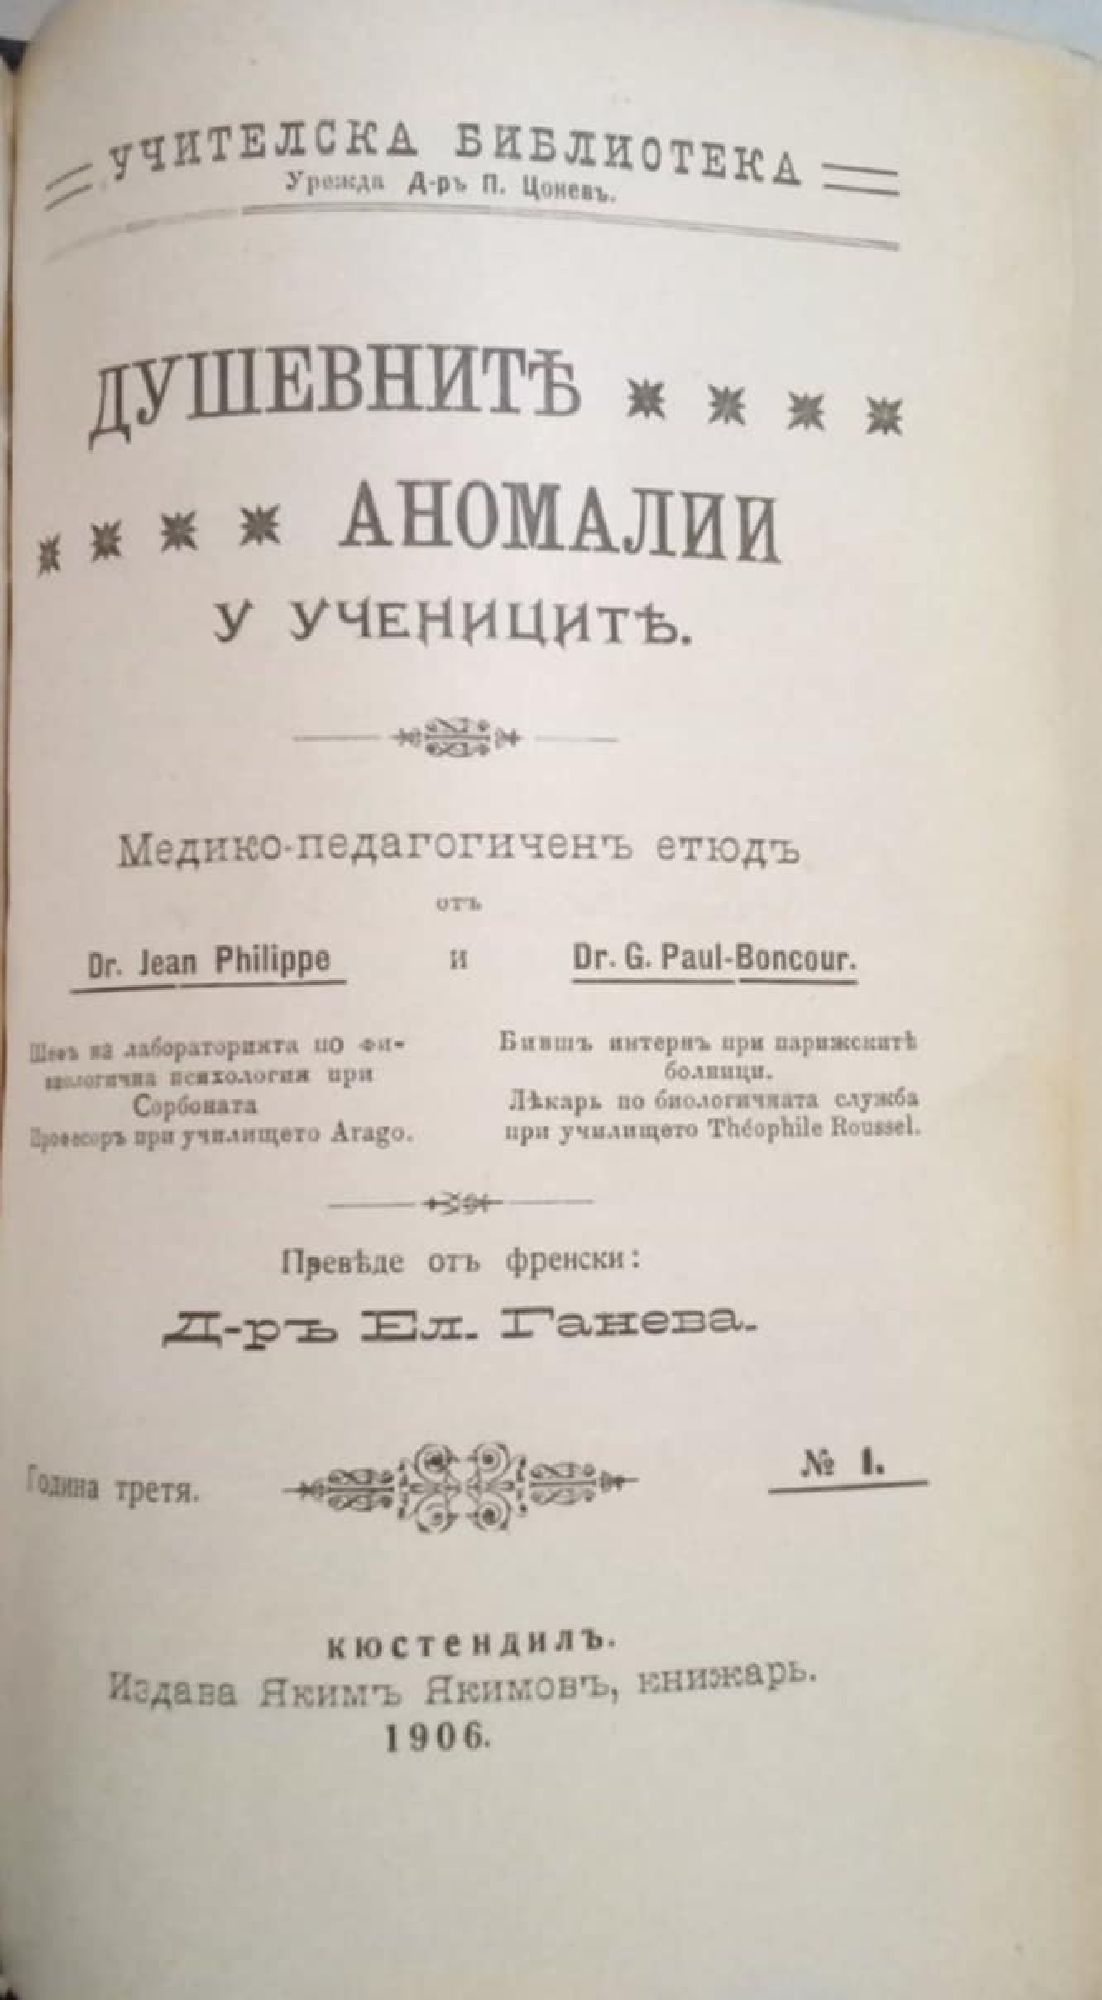 УЧИТЕЛСКА БИБЛИОТЕКА
Урежда Д-ръ П. Цоневъ.
ДУШЕВНИТѢ
АНОМАЛИИ
У УЧЕНИЦИТѢ.
Медико-педагогиченъ етюдъ
отъ
Dr. Jean Philippe и Dr. G. Paul-Boncour.
Шефъ на лабораторията по фи-
зиологична психология при
Сорбоната
Професоръ при училището Arago.
Бившъ интернъ при парижскитѣ
болници.
Лѣкарь по биологичната служба
при училището Théophile Roussel.
Превѣде отъ френски:
Д-ръ Ел. Ганева.
Година третя.
№ 1.
КЮСТЕНДИЛЪ.
Издава Якимъ Якимовъ, книжарь.
1906.